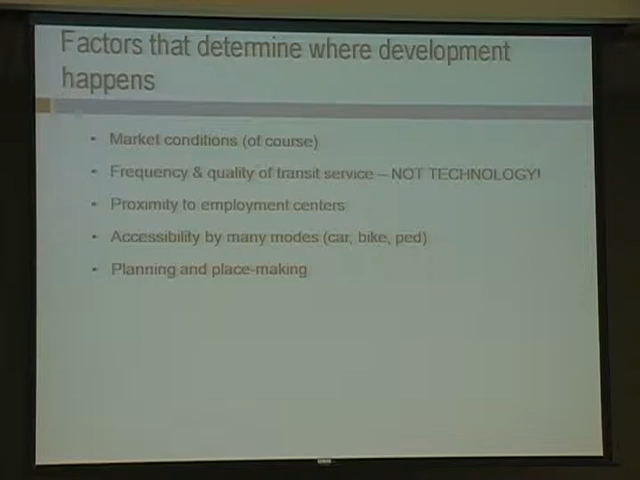 Factors that determine where development
happens
• Market conditions (of course)
• Frequency & quality of transit service – NOT TECHNOLOGY!
• Proximity to employment centers
• Accessibility by many modes (car, bike, ped)
• Planning and place-making